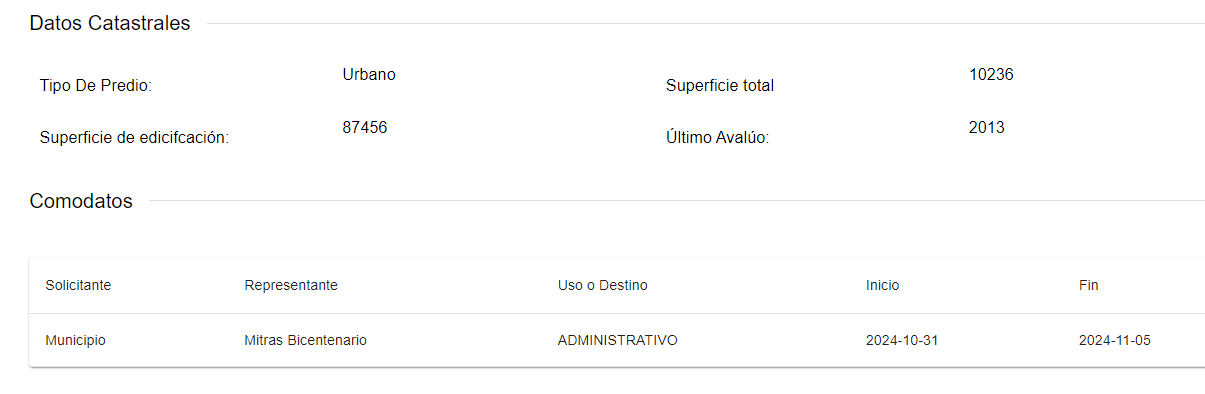 Datos Catastrales
Tipo De Predio: Urbano Superficie total 10236
Superficie de edicifcación: 87456 Último Avalúo: 2013
Comodatos
Solicitante Representante Uso o Destino Inicio Fin
Municipio Mitras Bicentenario ADMINISTRATIVO 2024-10-31 2024-11-05